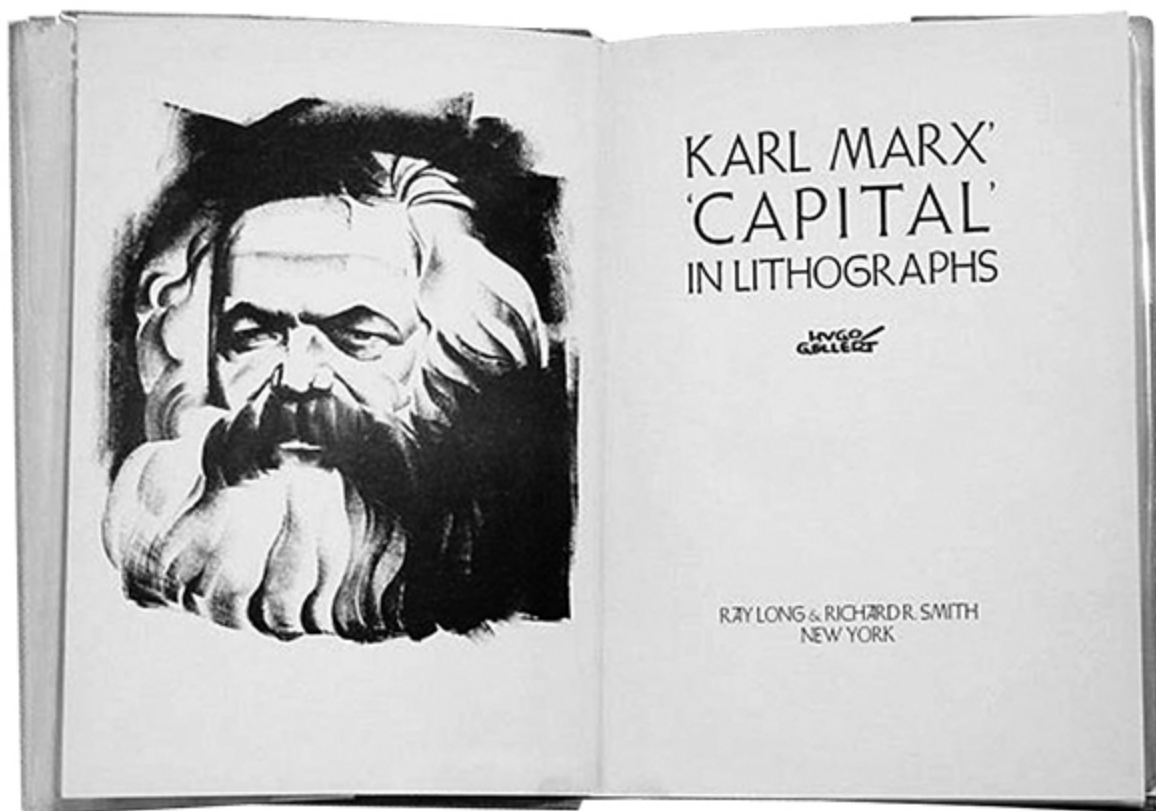 KARL MARX'
'CAPITAL'
IN LITHOGRAPHS
HUGO
GELLERT
RAY LONG & RICHARD R. SMITH
NEW YORK